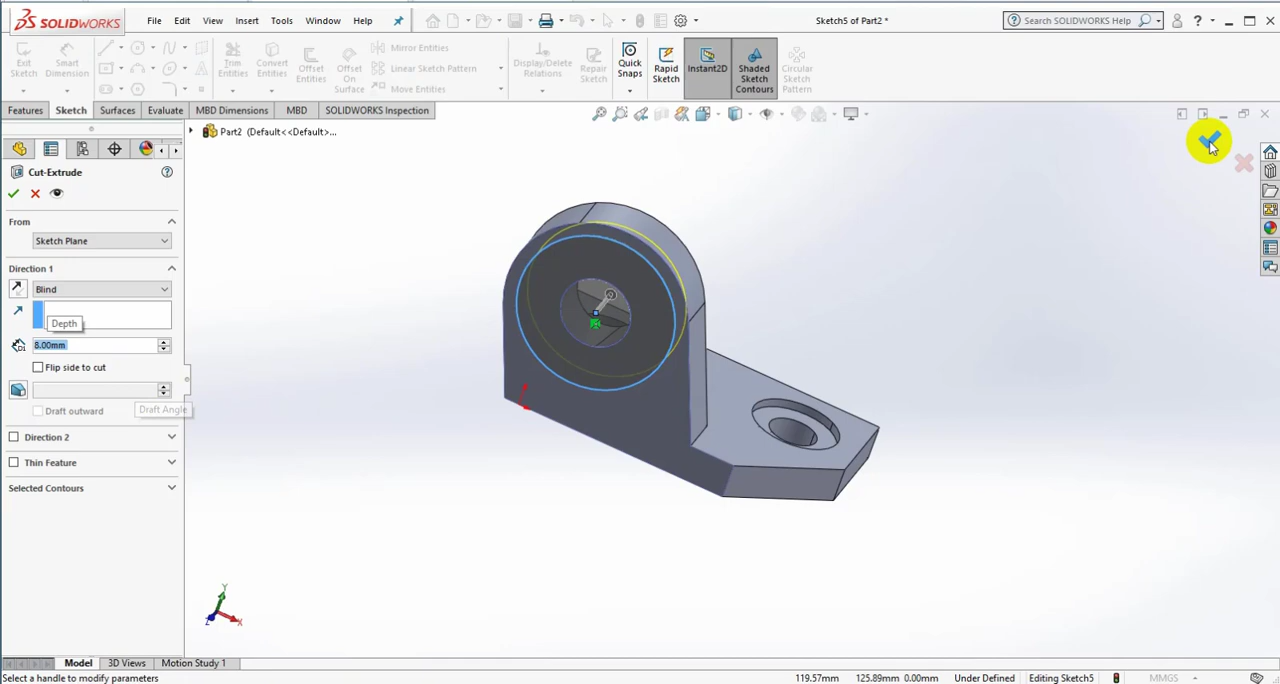 SOLIDWORKS
File Edit View Insert Tools Window Help
Sketch5 of Part2 *
Search SOLIDWORKS Help
Exit Sketch
Smart Dimension
Trim Entities
Convert Entities
Offset Entities
Offset On Surface
Mirror Entities
Linear Sketch Pattern
Move Entities
Display/Delete Relations
Repair Sketch
Quick Snaps
Rapid Sketch
Instant2D
Shaded Sketch Contours
Circular Sketch Pattern
Features Sketch Surfaces Evaluate MBD Dimensions MBD SOLIDWORKS Inspection
Part2 (Default<<Default>...
Cut-Extrude
From
Sketch Plane
Direction 1
Blind
Depth
8.00mm
Flip side to cut
Draft outward
Draft Angle
Direction 2
Thin Feature
Selected Contours
Y
Z
X
Model 3D Views Motion Study 1
Select a handle to modify parameters
119.57mm 125.89mm 0.00mm Under Defined Editing Sketch5 MMGS